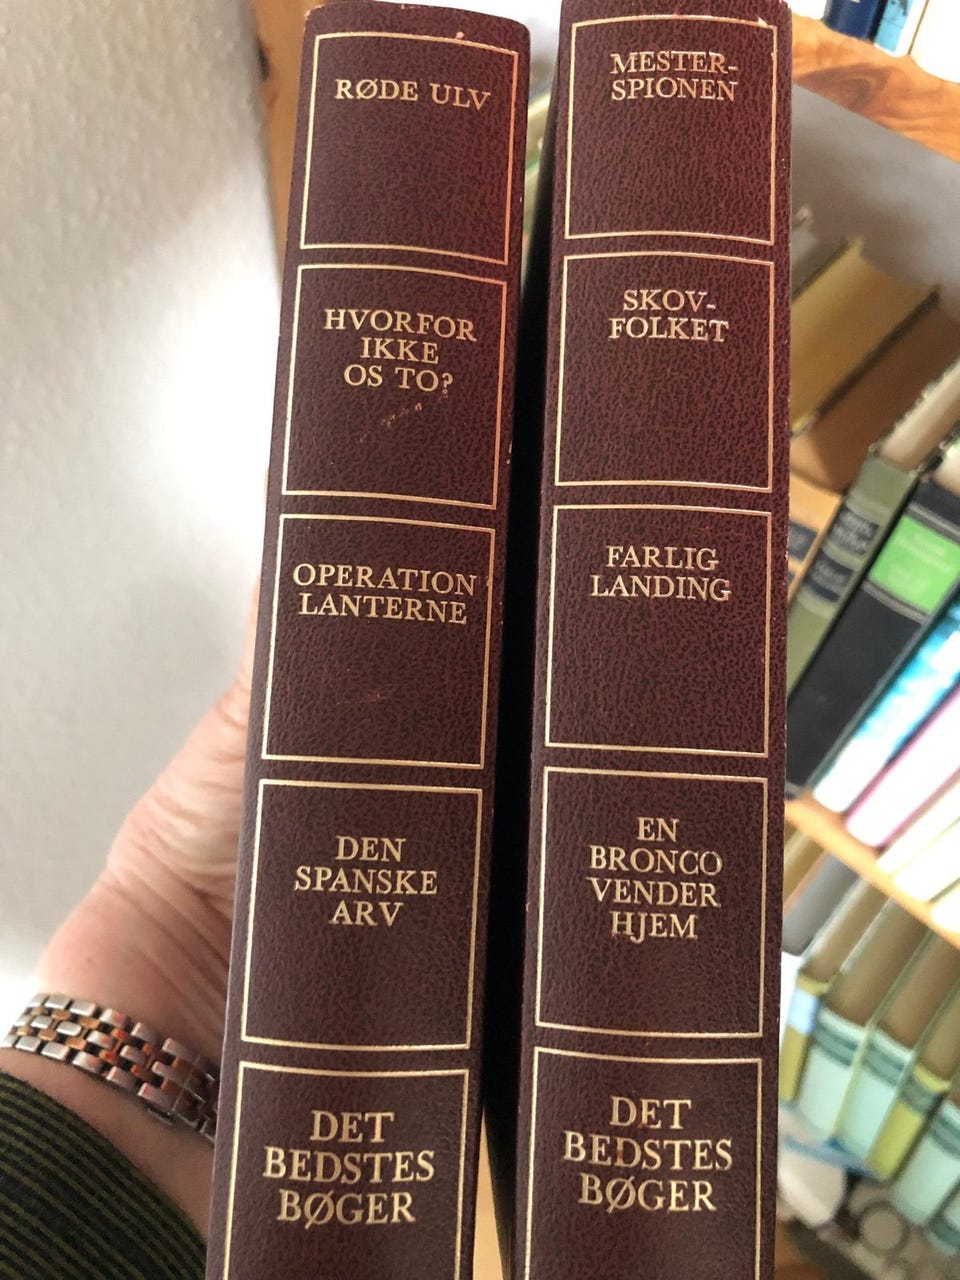 RØDE ULV
HVORFOR
IKKE
OS TO?
OPERATION
LANTERNE
DEN
SPANSKE
ARV
DET
BEDSTES
BØGER
MESTER-
SPIONEN
SKOV-
FOLKET
FARLIG
LANDING
EN
BRONCO
VENDER
HJEM
DET
BEDSTES
BØGER